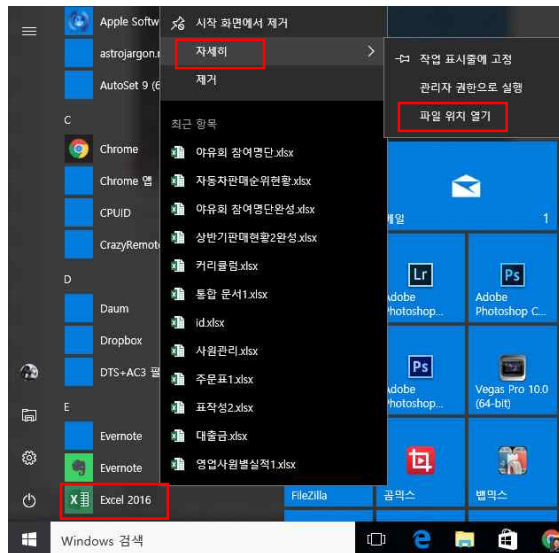 Apple Softw
astrojargon.
AutoSet 9 (6
C
Chrome
Chrome 앱
CPUID
CrazyRemot
D
Daum
Dropbox
DTS+AC3 필
E
Evernote
Evernote
Excel 2016
Windows 검색
시작 화면에서 제거
자세히
제거
최근 항목
야유회 참여명단.xlsx
자동차판매순위현황.xlsx
야유회 참여명단완성.xlsx
상반기판매현황2완성.xlsx
커리큘럼.xlsx
통합 문서1.xlsx
id.xlsx
사원관리.xlsx
주문표1.xlsx
표작성2.xlsx
대출금.xlsx
영업사원별실적1.xlsx
작업 표시줄에 고정
관리자 권한으로 실행
파일 위치 열기
메일
1
Lr
Adobe
Photoshop...
Ps
Adobe
Photoshop C...
Ps
Adobe
Photoshop...
Vegas Pro 10.0
(64-bit)
FileZilla
곰믹스
뱁믹스